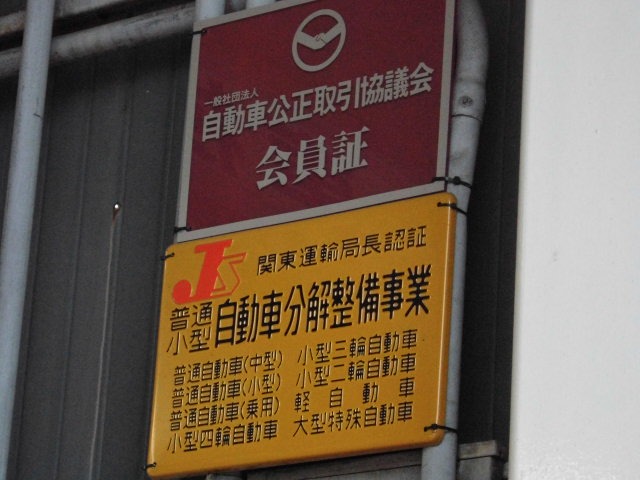 一般社団法人
自動車公正取引協議会
会員証
JS 関東運輸局長認証
普通 小型 自動車分解整備事業
普通自動車(中型) 小型三輪自動車
普通自動車(小型) 小型二輪自動車
普通自動車(乗用) 軽自動車
小型四輪自動車 大型特殊自動車